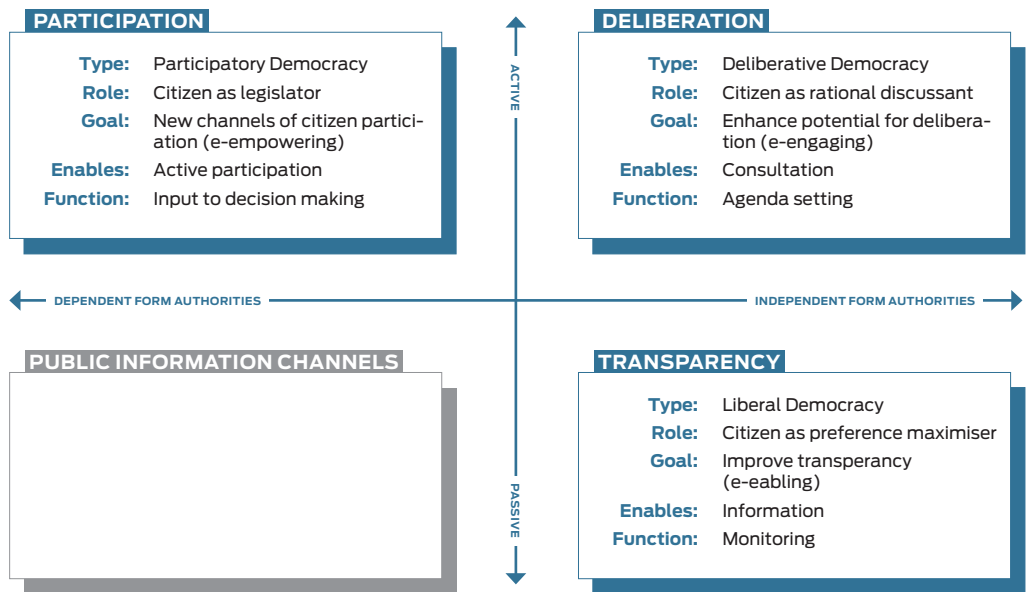 PARTICIPATION
Type: Participatory Democracy
Role: Citizen as legislator
Goal: New channels of citizen partici-
ation (e-empowering)
Enables: Active participation
Function: Input to decision making
DELIBERATION
Type: Deliberative Democracy
Role: Citizen as rational discussant
Goal: Enhance potential for delibera-
tion (e-engaging)
Enables: Consultation
Function: Agenda setting
ACTIVE
DEPENDENT FORM AUTHORITIES
INDEPENDENT FORM AUTHORITIES
PASSIVE
PUBLIC INFORMATION CHANNELS
TRANSPARENCY
Type: Liberal Democracy
Role: Citizen as preference maximiser
Goal: Improve transperancy
(e-eabling)
Enables: Information
Function: Monitoring